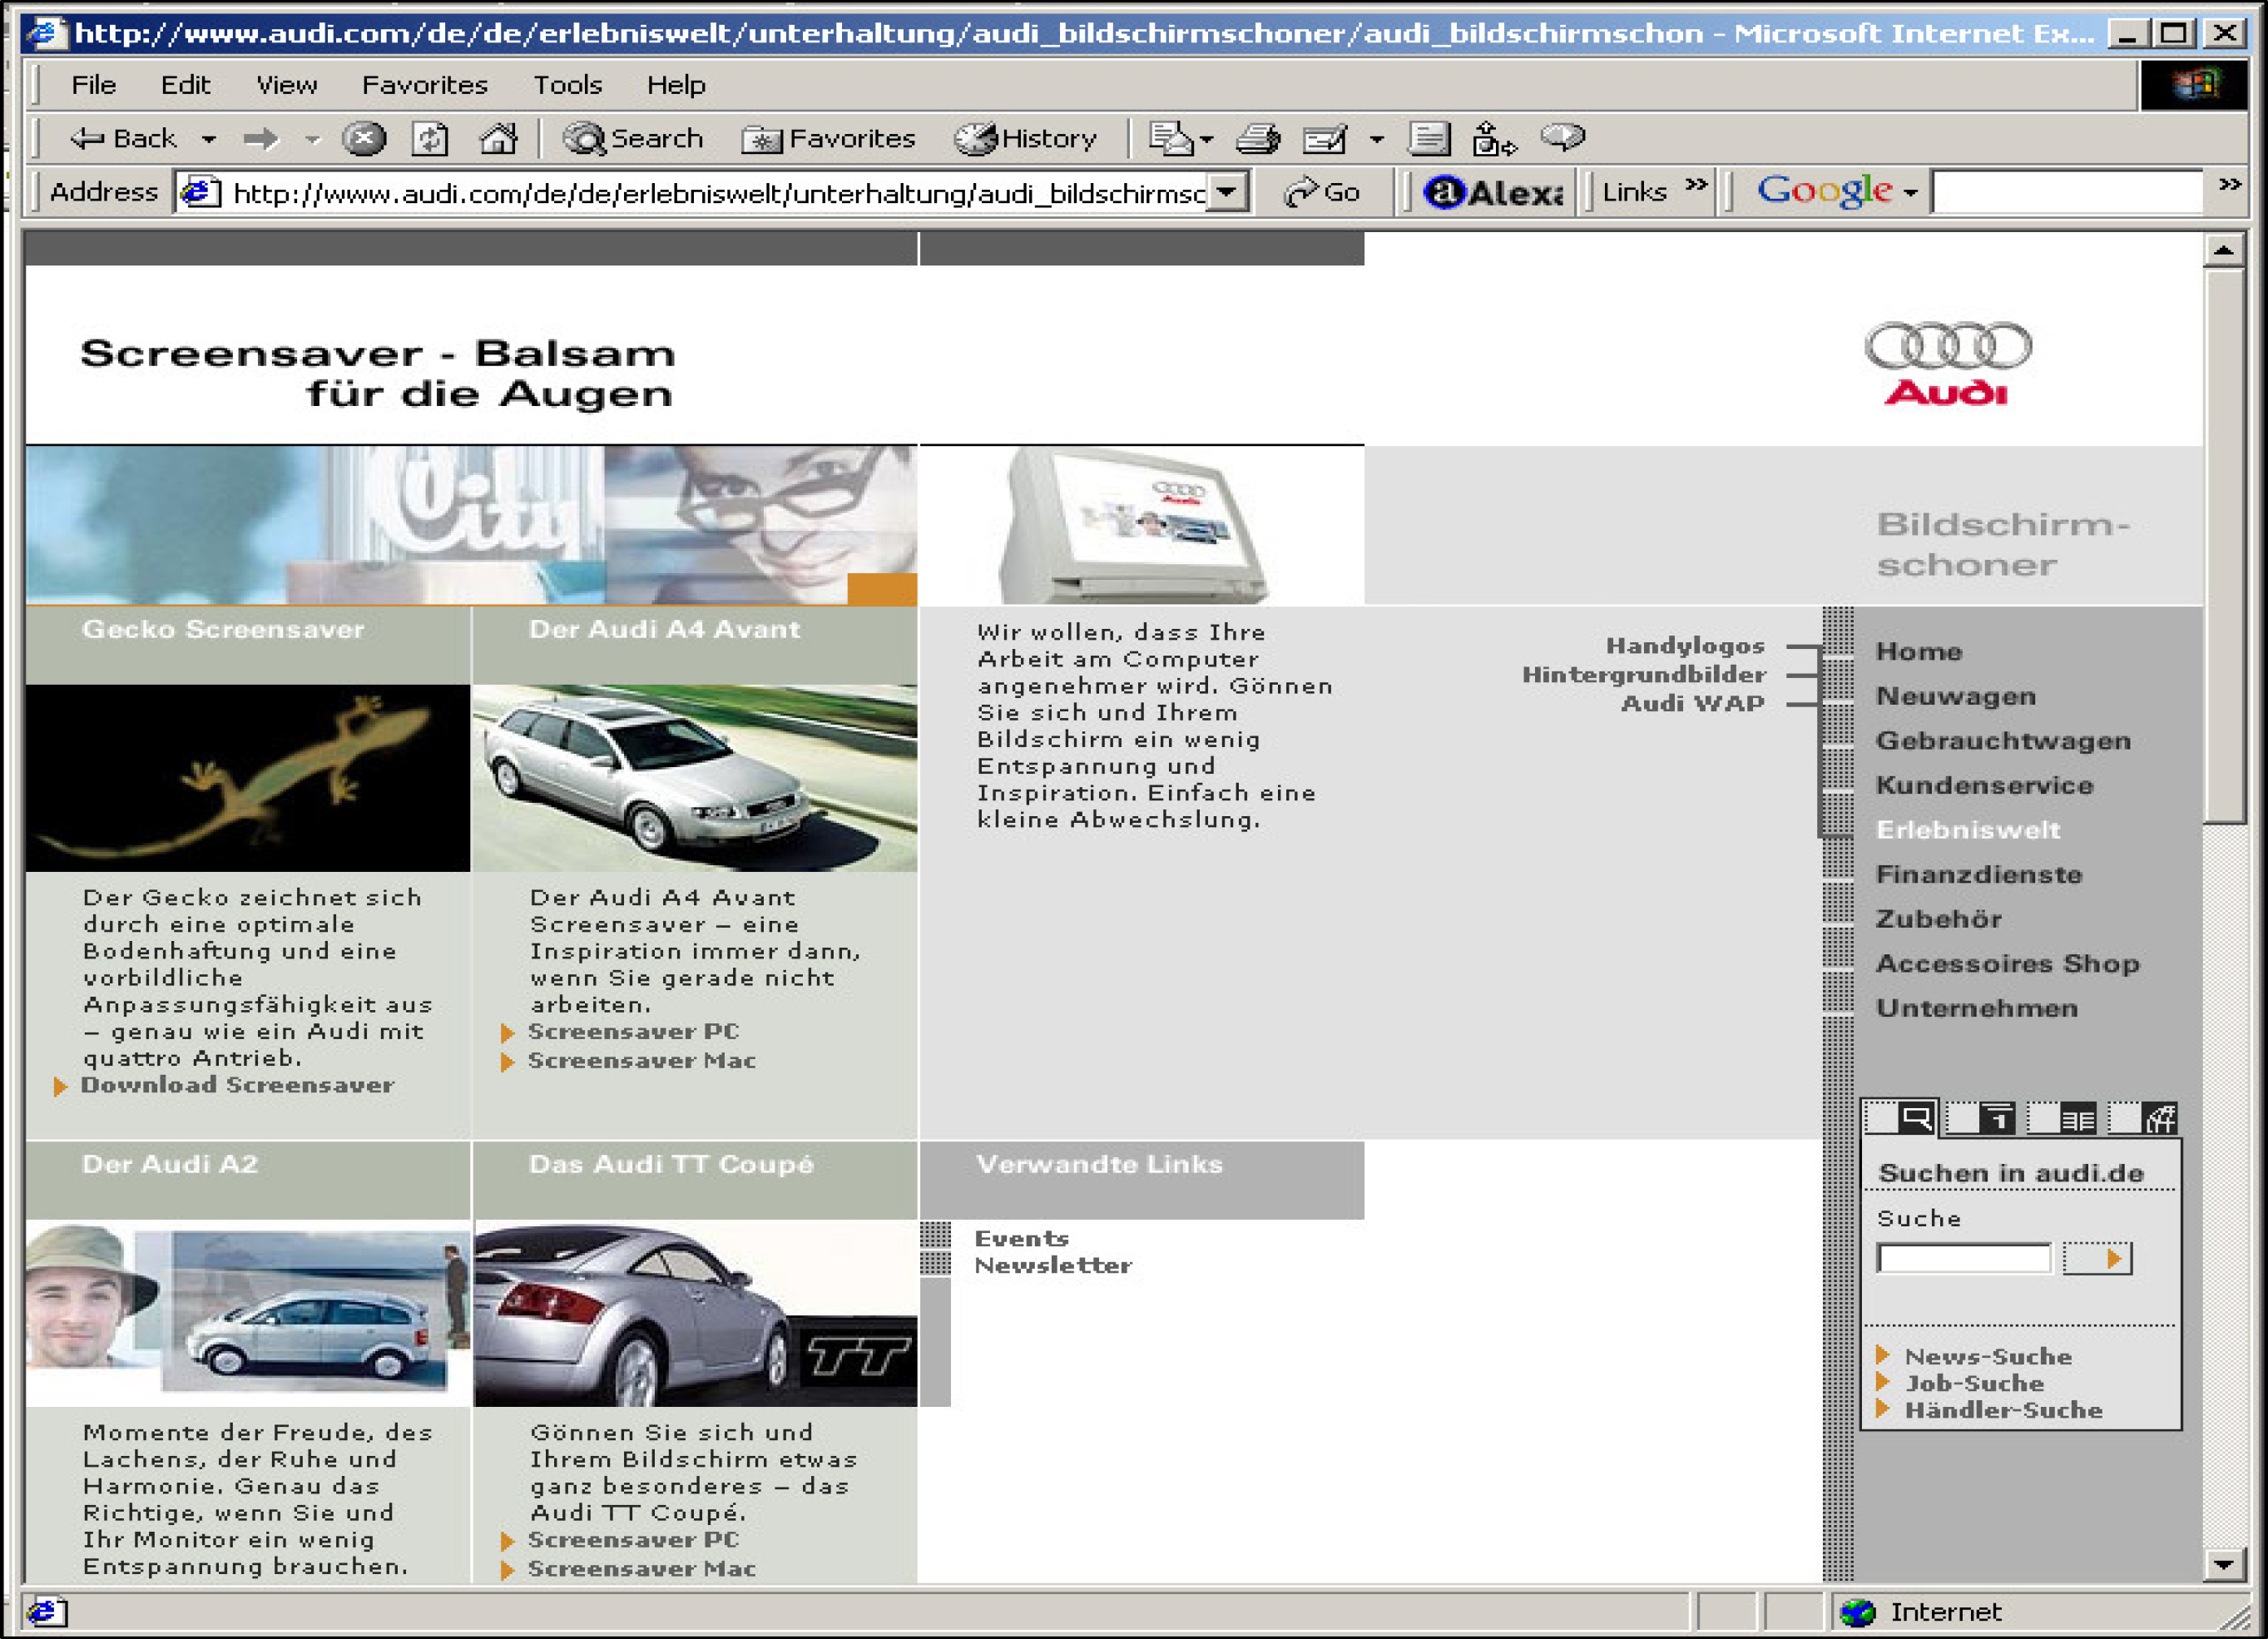 http://www.audi.com/de/de/erlebniswelt/unterhaltung/audi_bildschirmschoner/audi_bildschirmschon - Microsoft Internet Ex...
File Edit View Favorites Tools Help
Back Search Favorites History
Address http://www.audi.com/de/de/erlebniswelt/unterhaltung/audi_bildschirmsc Go Alexa Links » Google »
Screensaver - Balsam
für die Augen
Audi
City
Audi
Bildschirm-
schoner
Gecko Screensaver
Der Gecko zeichnet sich
durch eine optimale
Bodenhaftung und eine
vorbildliche
Anpassungsfähigkeit aus
– genau wie ein Audi mit
quattro Antrieb.
Download Screensaver
Der Audi A4 Avant
Der Audi A4 Avant
Screensaver – eine
Inspiration immer dann,
wenn Sie gerade nicht
arbeiten.
Screensaver PC
Screensaver Mac
Wir wollen, dass Ihre
Arbeit am Computer
angenehmer wird. Gönnen
Sie sich und Ihrem
Bildschirm ein wenig
Entspannung und
Inspiration. Einfach eine
kleine Abwechslung.
Handylogos
Hintergrundbilder
Audi WAP
Home
Neuwagen
Gebrauchtwagen
Kundenservice
Erlebniswelt
Finanzdienste
Zubehör
Accessoires Shop
Unternehmen
Der Audi A2
Momente der Freude, des
Lachens, der Ruhe und
Harmonie. Genau das
Richtige, wenn Sie und
Ihr Monitor ein wenig
Entspannung brauchen.
Das Audi TT Coupé
TT
Gönnen Sie sich und
Ihrem Bildschirm etwas
ganz besonderes – das
Audi TT Coupé.
Screensaver PC
Screensaver Mac
Verwandte Links
Events
Newsletter
1
Suchen in audi.de
Suche
News-Suche
Job-Suche
Händler-Suche
Internet